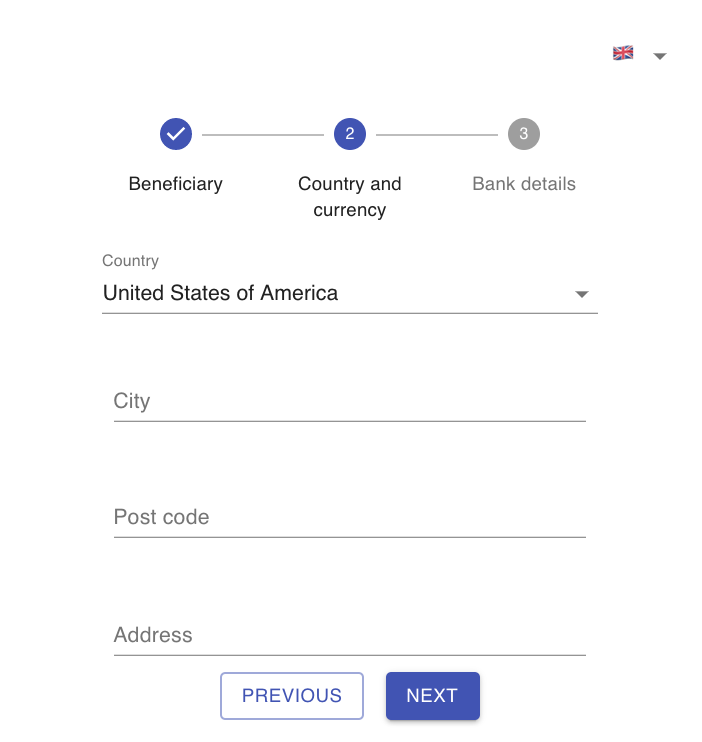 2
3
Beneficiary
Country and
currency
Bank details
Country
United States of America
City
Post code
Address
PREVIOUS
NEXT